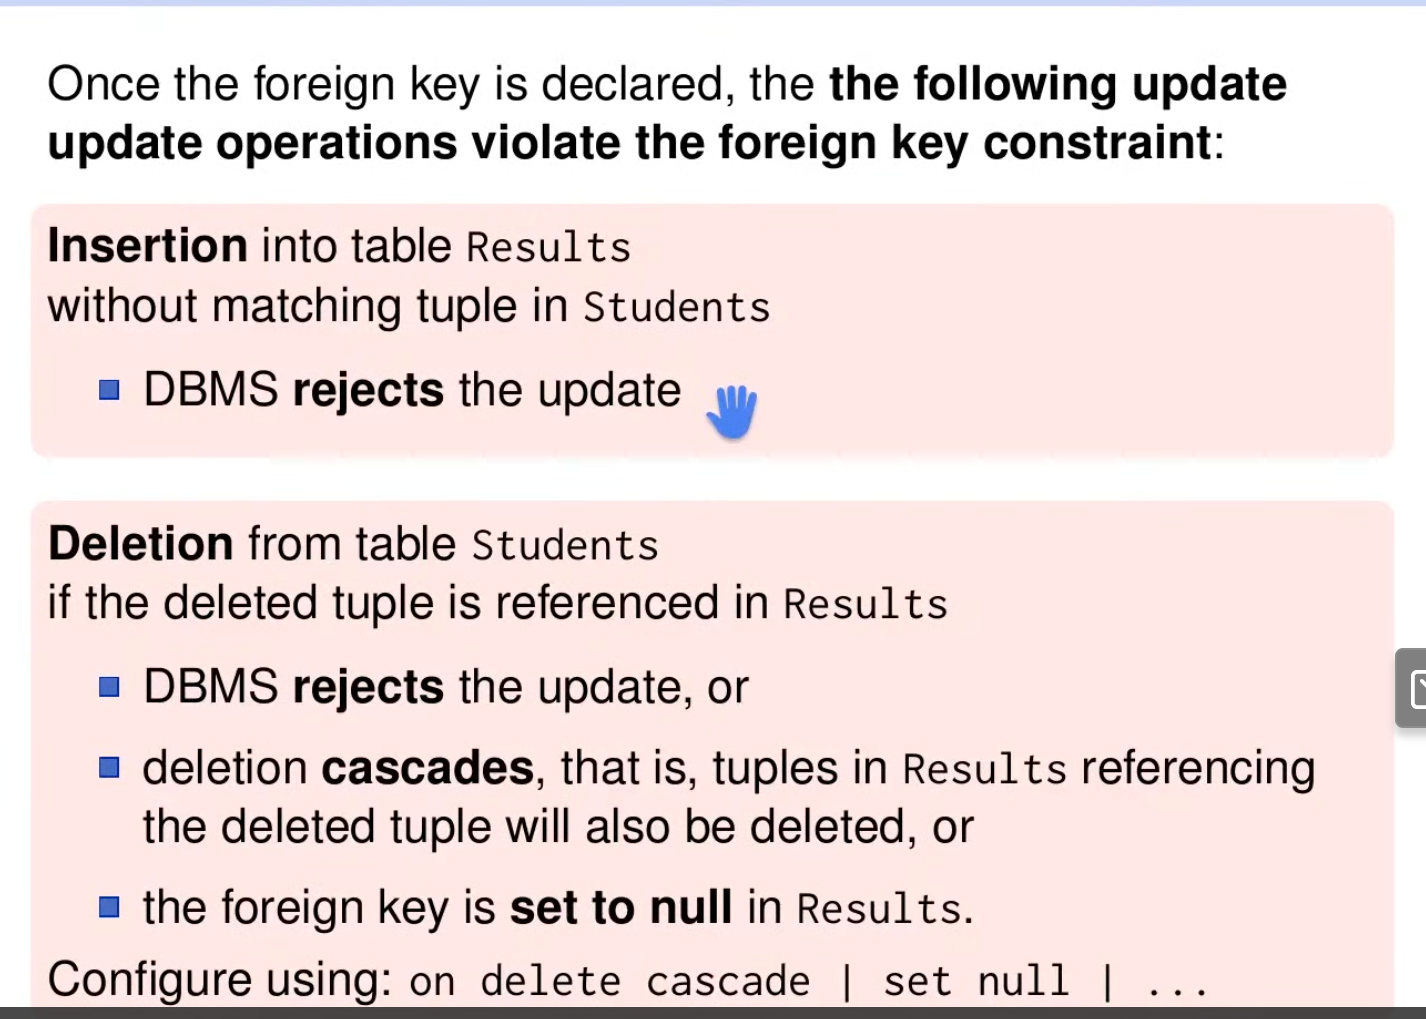 Once the foreign key is declared, the the following update
update operations violate the foreign key constraint:
Insertion into table Results
without matching tuple in Students
DBMS rejects the update
Deletion from table Students
if the deleted tuple is referenced in Results
DBMS rejects the update, or
deletion cascades, that is, tuples in Results referencing
the deleted tuple will also be deleted, or
the foreign key is set to null in Results.
Configure using: on delete cascade | set null | ...